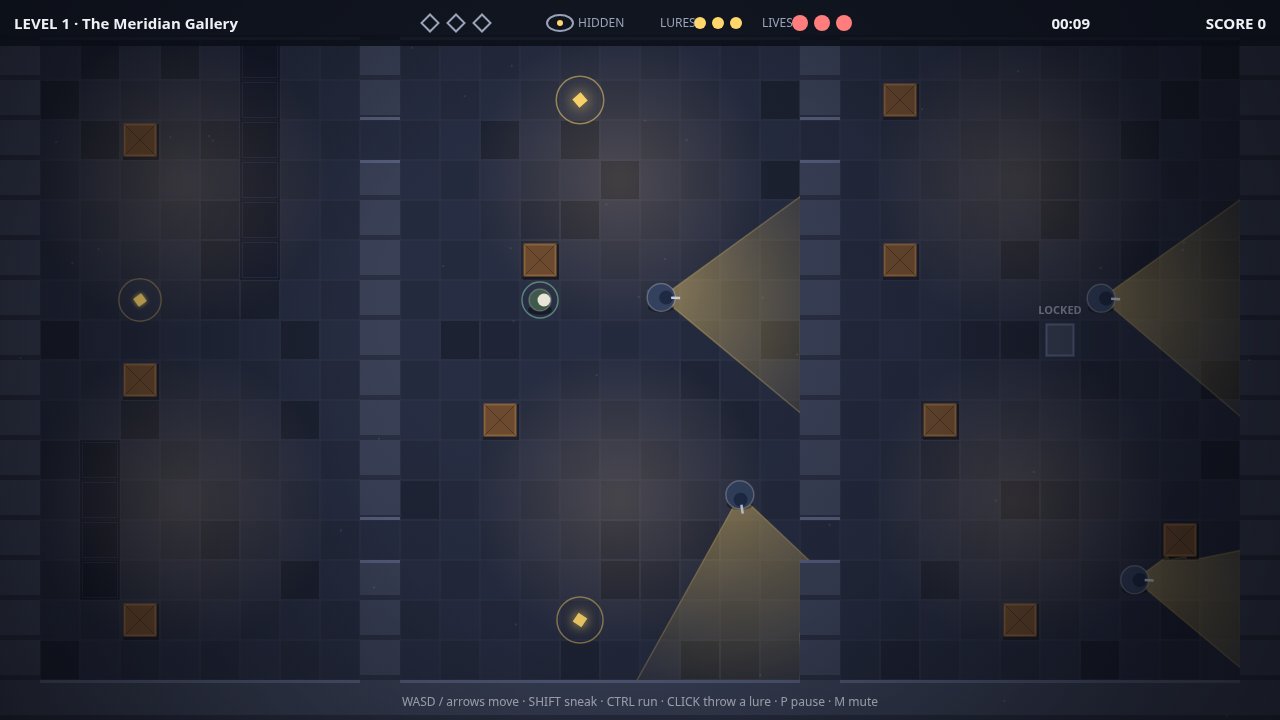 LEVEL 1 · The Meridian Gallery
HIDDEN
LURES
LIVES
00:09
SCORE 0
LOCKED
WASD / arrows move · SHIFT sneak · CTRL run · CLICK throw a lure · P pause · M mute